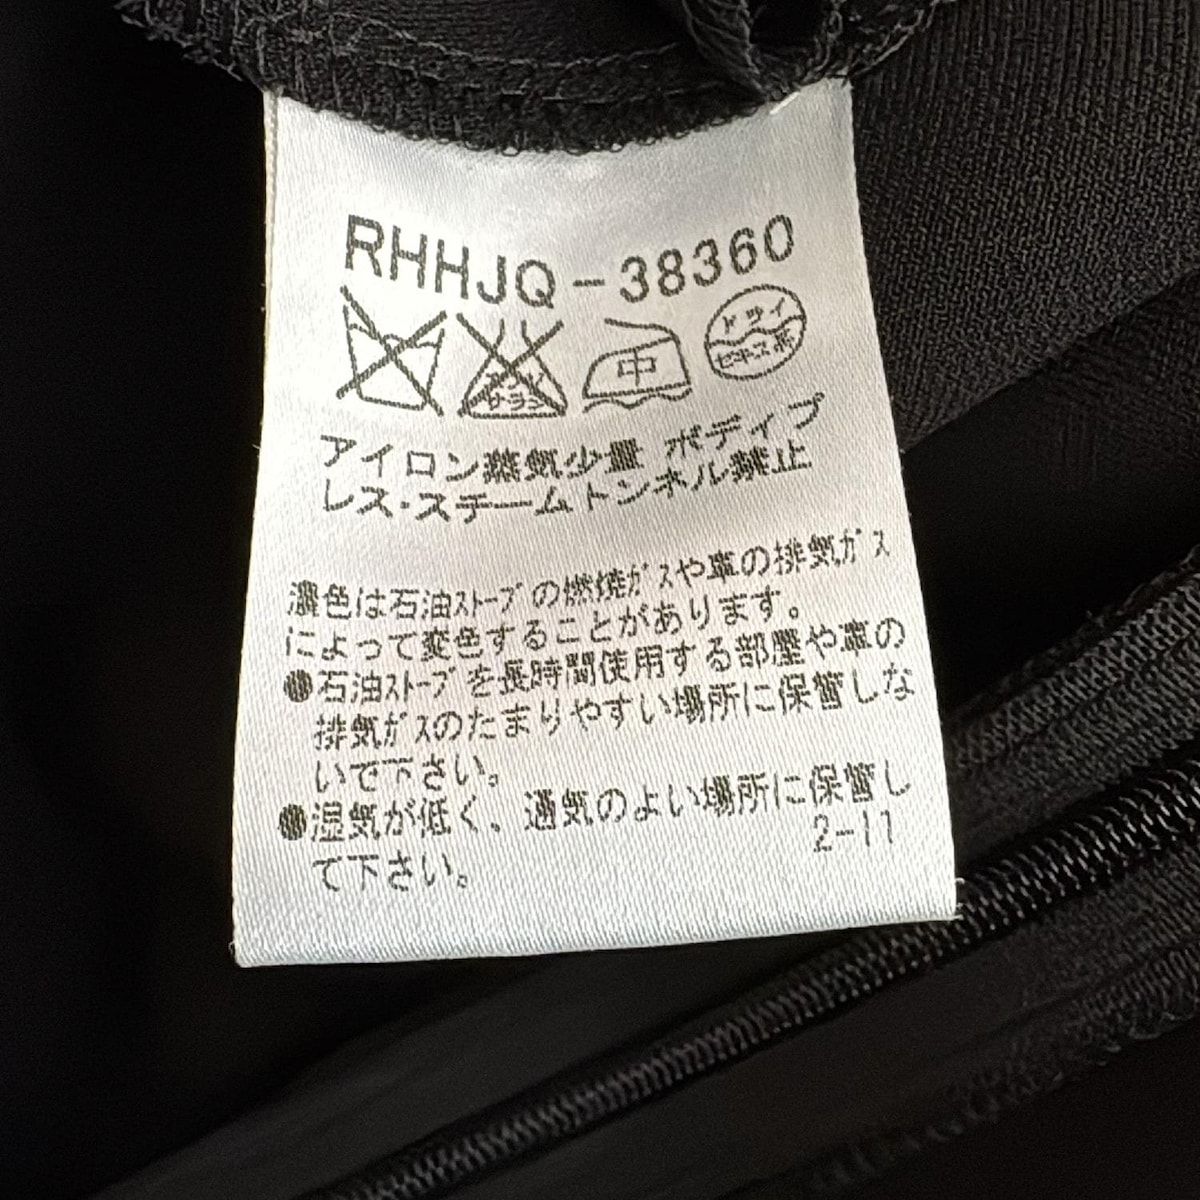 RHHJQ-38360
中
ドライ
セキユ系
アイロン蒸気少量 ボディプ
レス・スチームトンネル禁止
濃色は石油ストーブの燃焼ガスや車の排気ガス
によって変色することがあります。
●石油ストーブを長時間使用する部屋や車の
排気ガスのたまりやすい場所に保管しな
いで下さい。
●湿気が低く、通気のよい場所に保管し
て下さい。
2-11